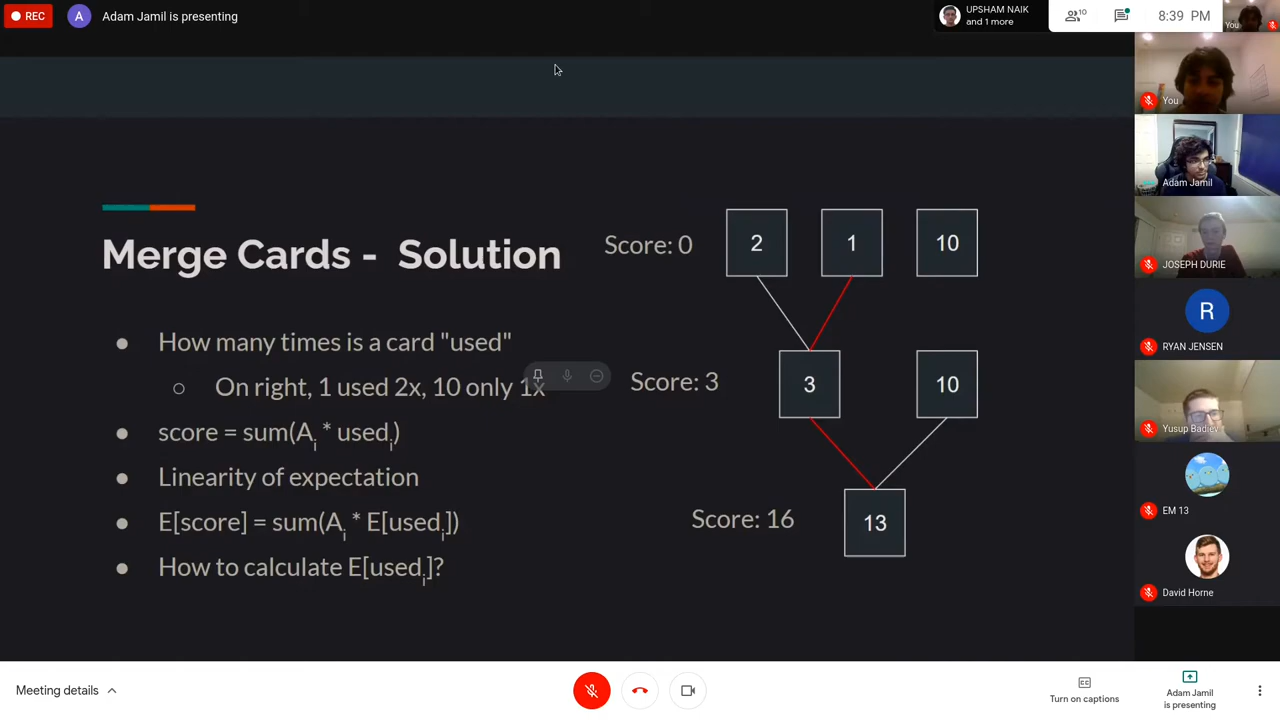 REC
A
Adam Jamil is presenting
UPSHAM NAIK
and 1 more
10
8:39 PM
You
You
Adam Jamil
JOSEPH DURIE
R
RYAN JENSEN
Yusup Badiev
EM 13
David Horne
Merge Cards - Solution
● How many times is a card "used"
○ On right, 1 used 2x, 10 only 1x
● score = sum(Ai * usedi)
● Linearity of expectation
● E[score] = sum(Ai * E[usedi])
● How to calculate E[usedi]?
Score: 0
2 1 10
Score: 3
3 10
Score: 16
13
Meeting details
CC
Turn on captions
Adam Jamil
is presenting